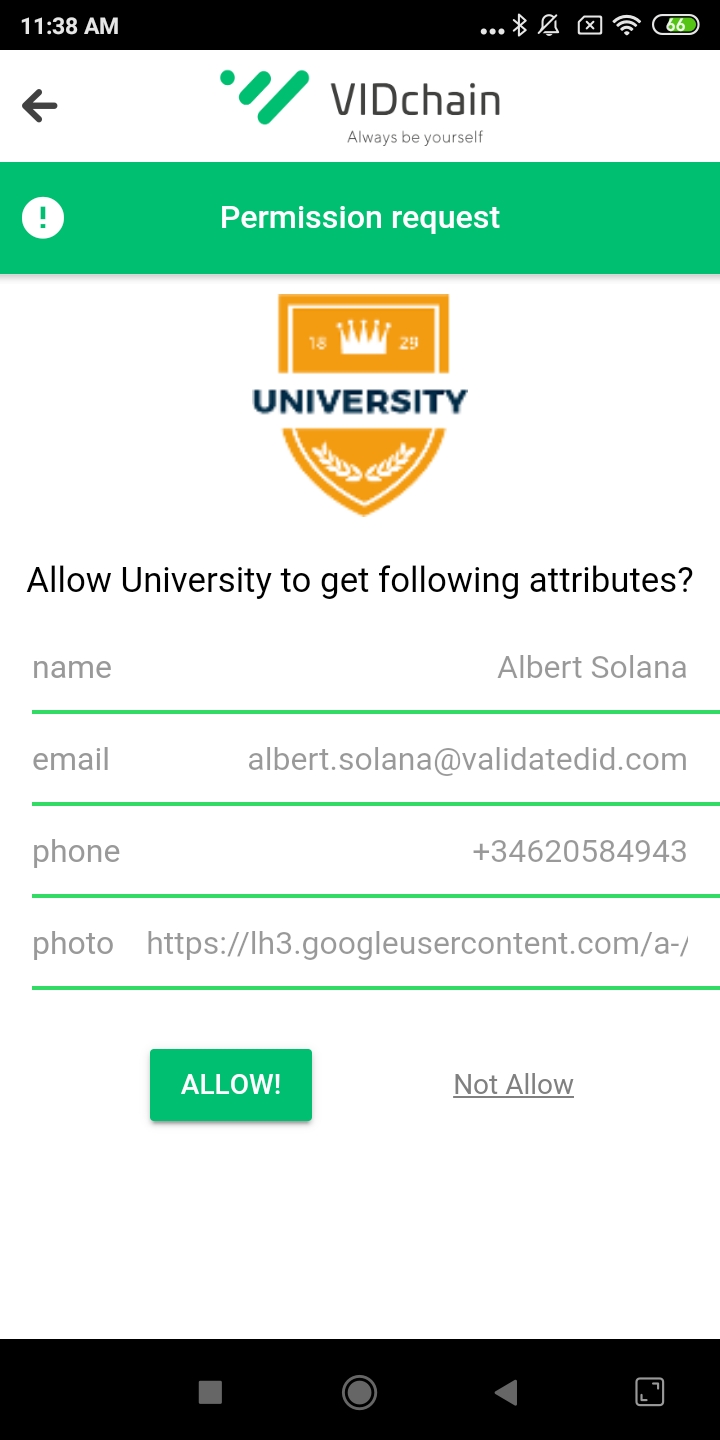 11:38 AM
66
VIDchain
Always be yourself
Permission request
18 29
UNIVERSITY
Allow University to get following attributes?
name Albert Solana
email albert.solana@validatedid.com
phone +34620584943
photo https://lh3.googleusercontent.com/a-/
ALLOW! Not Allow